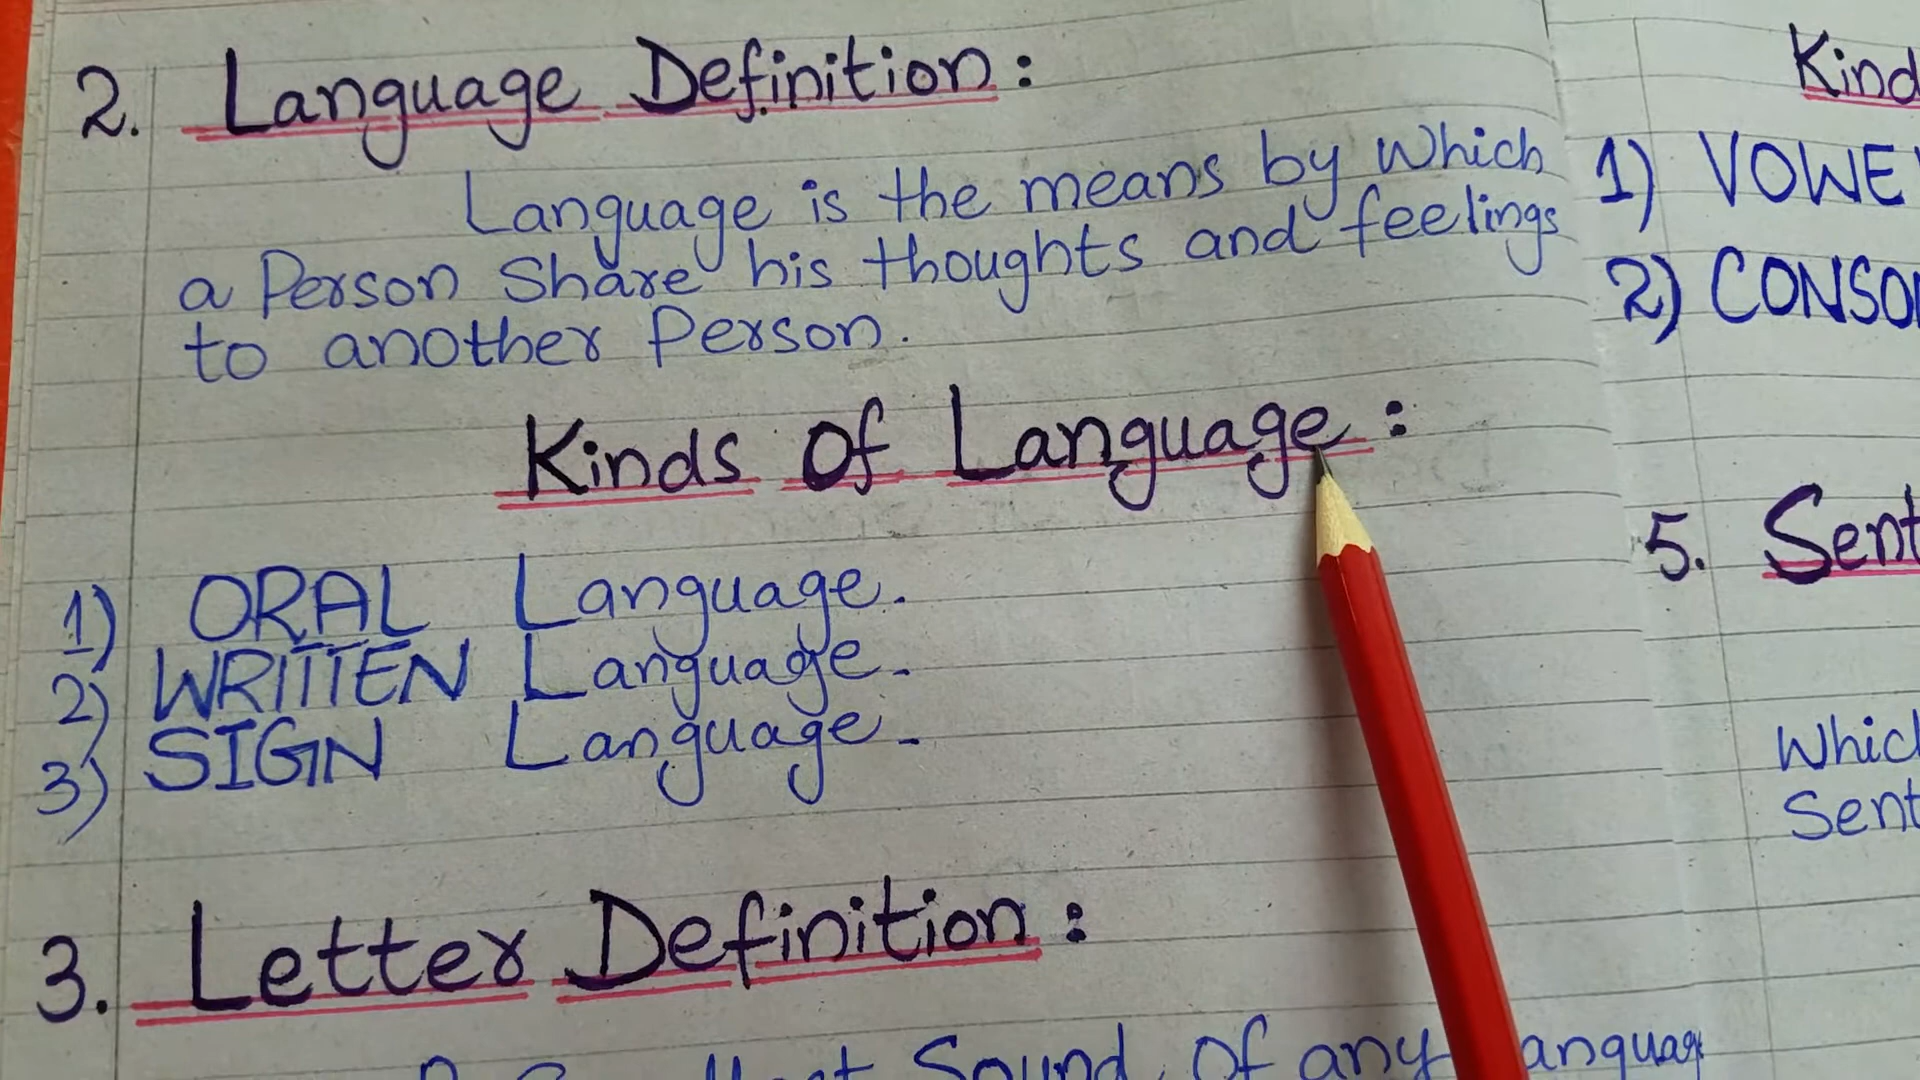 2. Language Definition:
Language is the means by which
a Person Share his thoughts and feelings
to another Person.
Kinds Of Language:
1) ORAL Language.
2) WRITTEN Language.
3) SIGN Language.
3. Letter Definition:
Sound Of any
Kind
1) VOWE
2) CONSO
5. Sent
Which
Sent